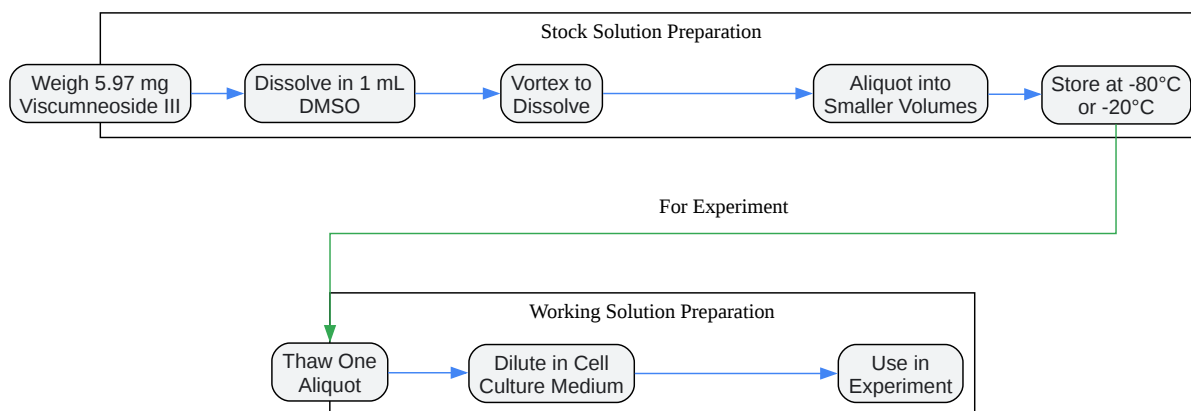 Stock Solution Preparation
Weigh 5.97 mg
Viscumneoside III
Dissolve in 1 mL
DMSO
Vortex to
Dissolve
Aliquot into
Smaller Volumes
Store at -80°C
or -20°C
For Experiment
Working Solution Preparation
Thaw One
Aliquot
Dilute in Cell
Culture Medium
Use in
Experiment